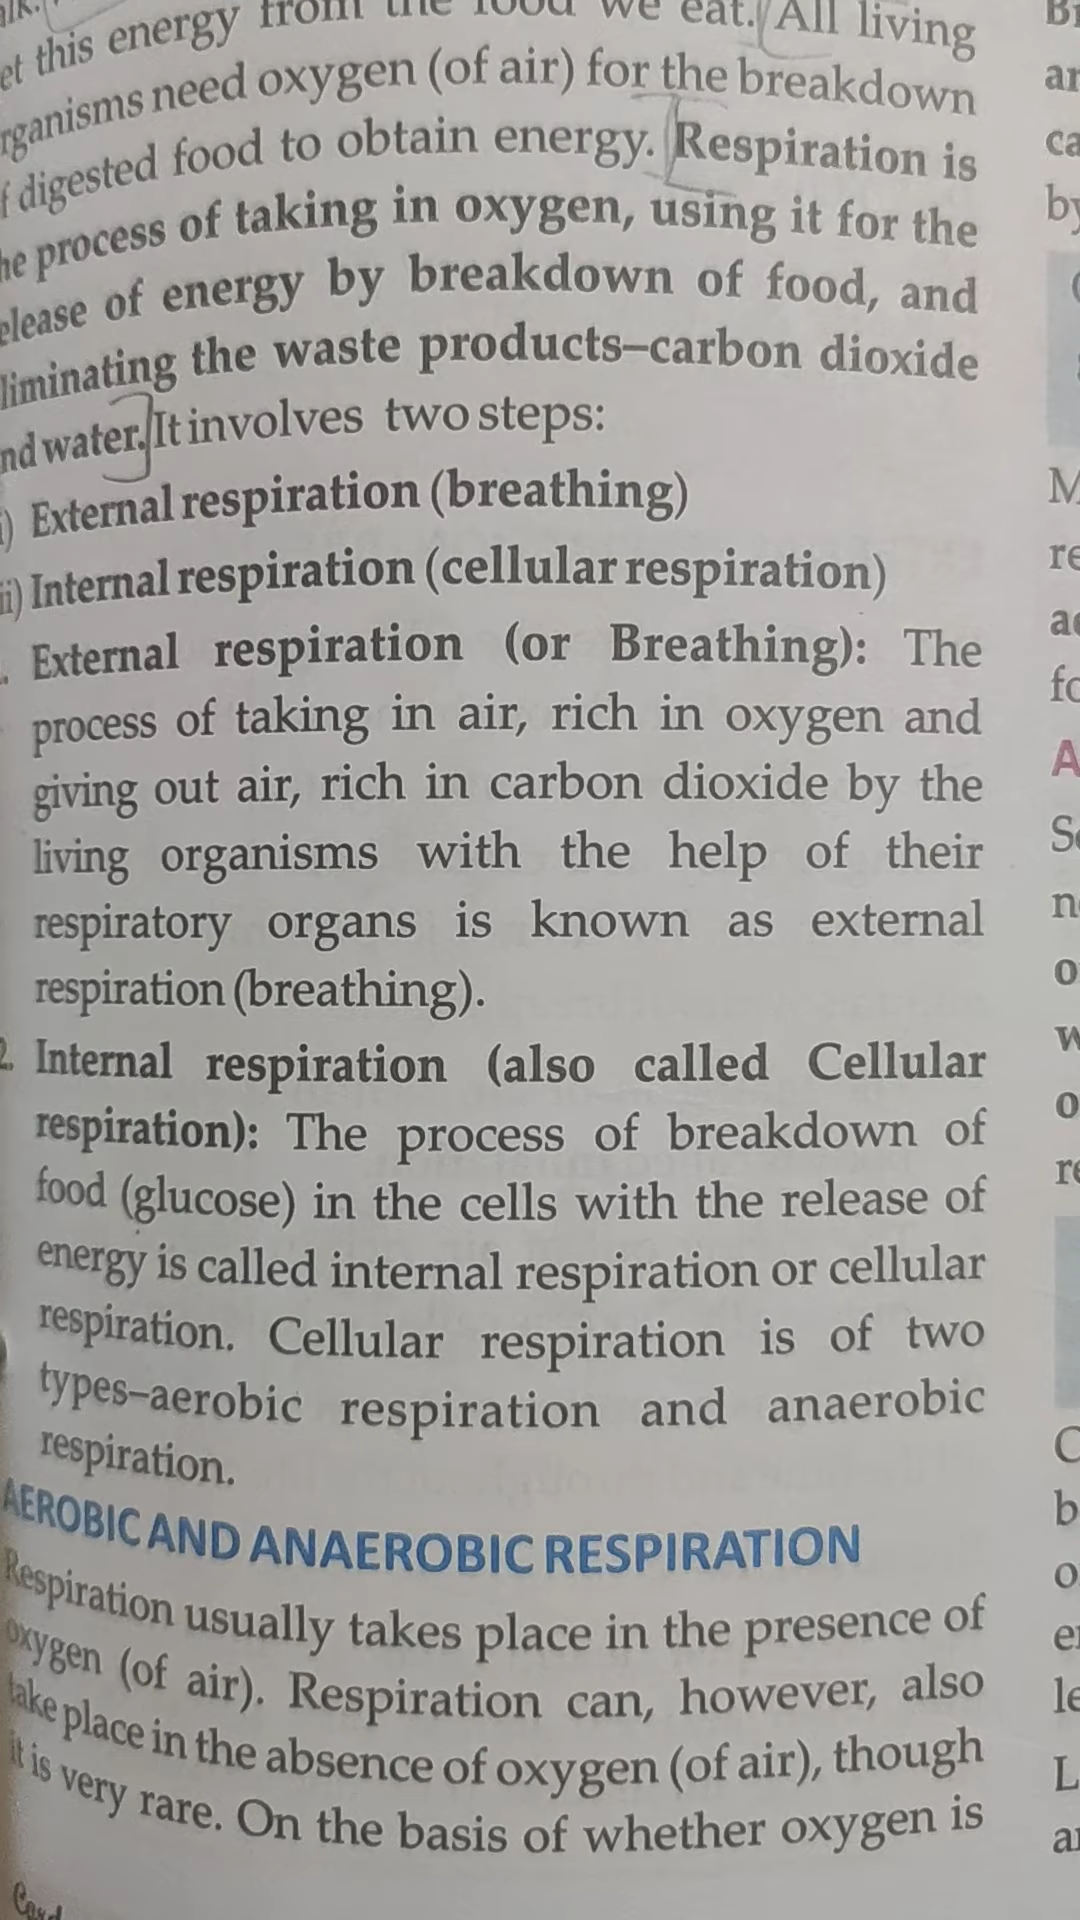 et this energy from the food we eat. All living
rganisms need oxygen (of air) for the breakdown
f digested food to obtain energy. Respiration is
he process of taking in oxygen, using it for the
elease of energy by breakdown of food, and
liminating the waste products–carbon dioxide
nd water. It involves two steps:
i) External respiration (breathing)
ii) Internal respiration (cellular respiration)
. External respiration (or Breathing): The
process of taking in air, rich in oxygen and
giving out air, rich in carbon dioxide by the
living organisms with the help of their
respiratory organs is known as external
respiration (breathing).
2. Internal respiration (also called Cellular
respiration): The process of breakdown of
food (glucose) in the cells with the release of
energy is called internal respiration or cellular
respiration. Cellular respiration is of two
types–aerobic respiration and anaerobic
respiration.
AEROBIC AND ANAEROBIC RESPIRATION
Respiration usually takes place in the presence of
oxygen (of air). Respiration can, however, also
take place in the absence of oxygen (of air), though
it is very rare. On the basis of whether oxygen is